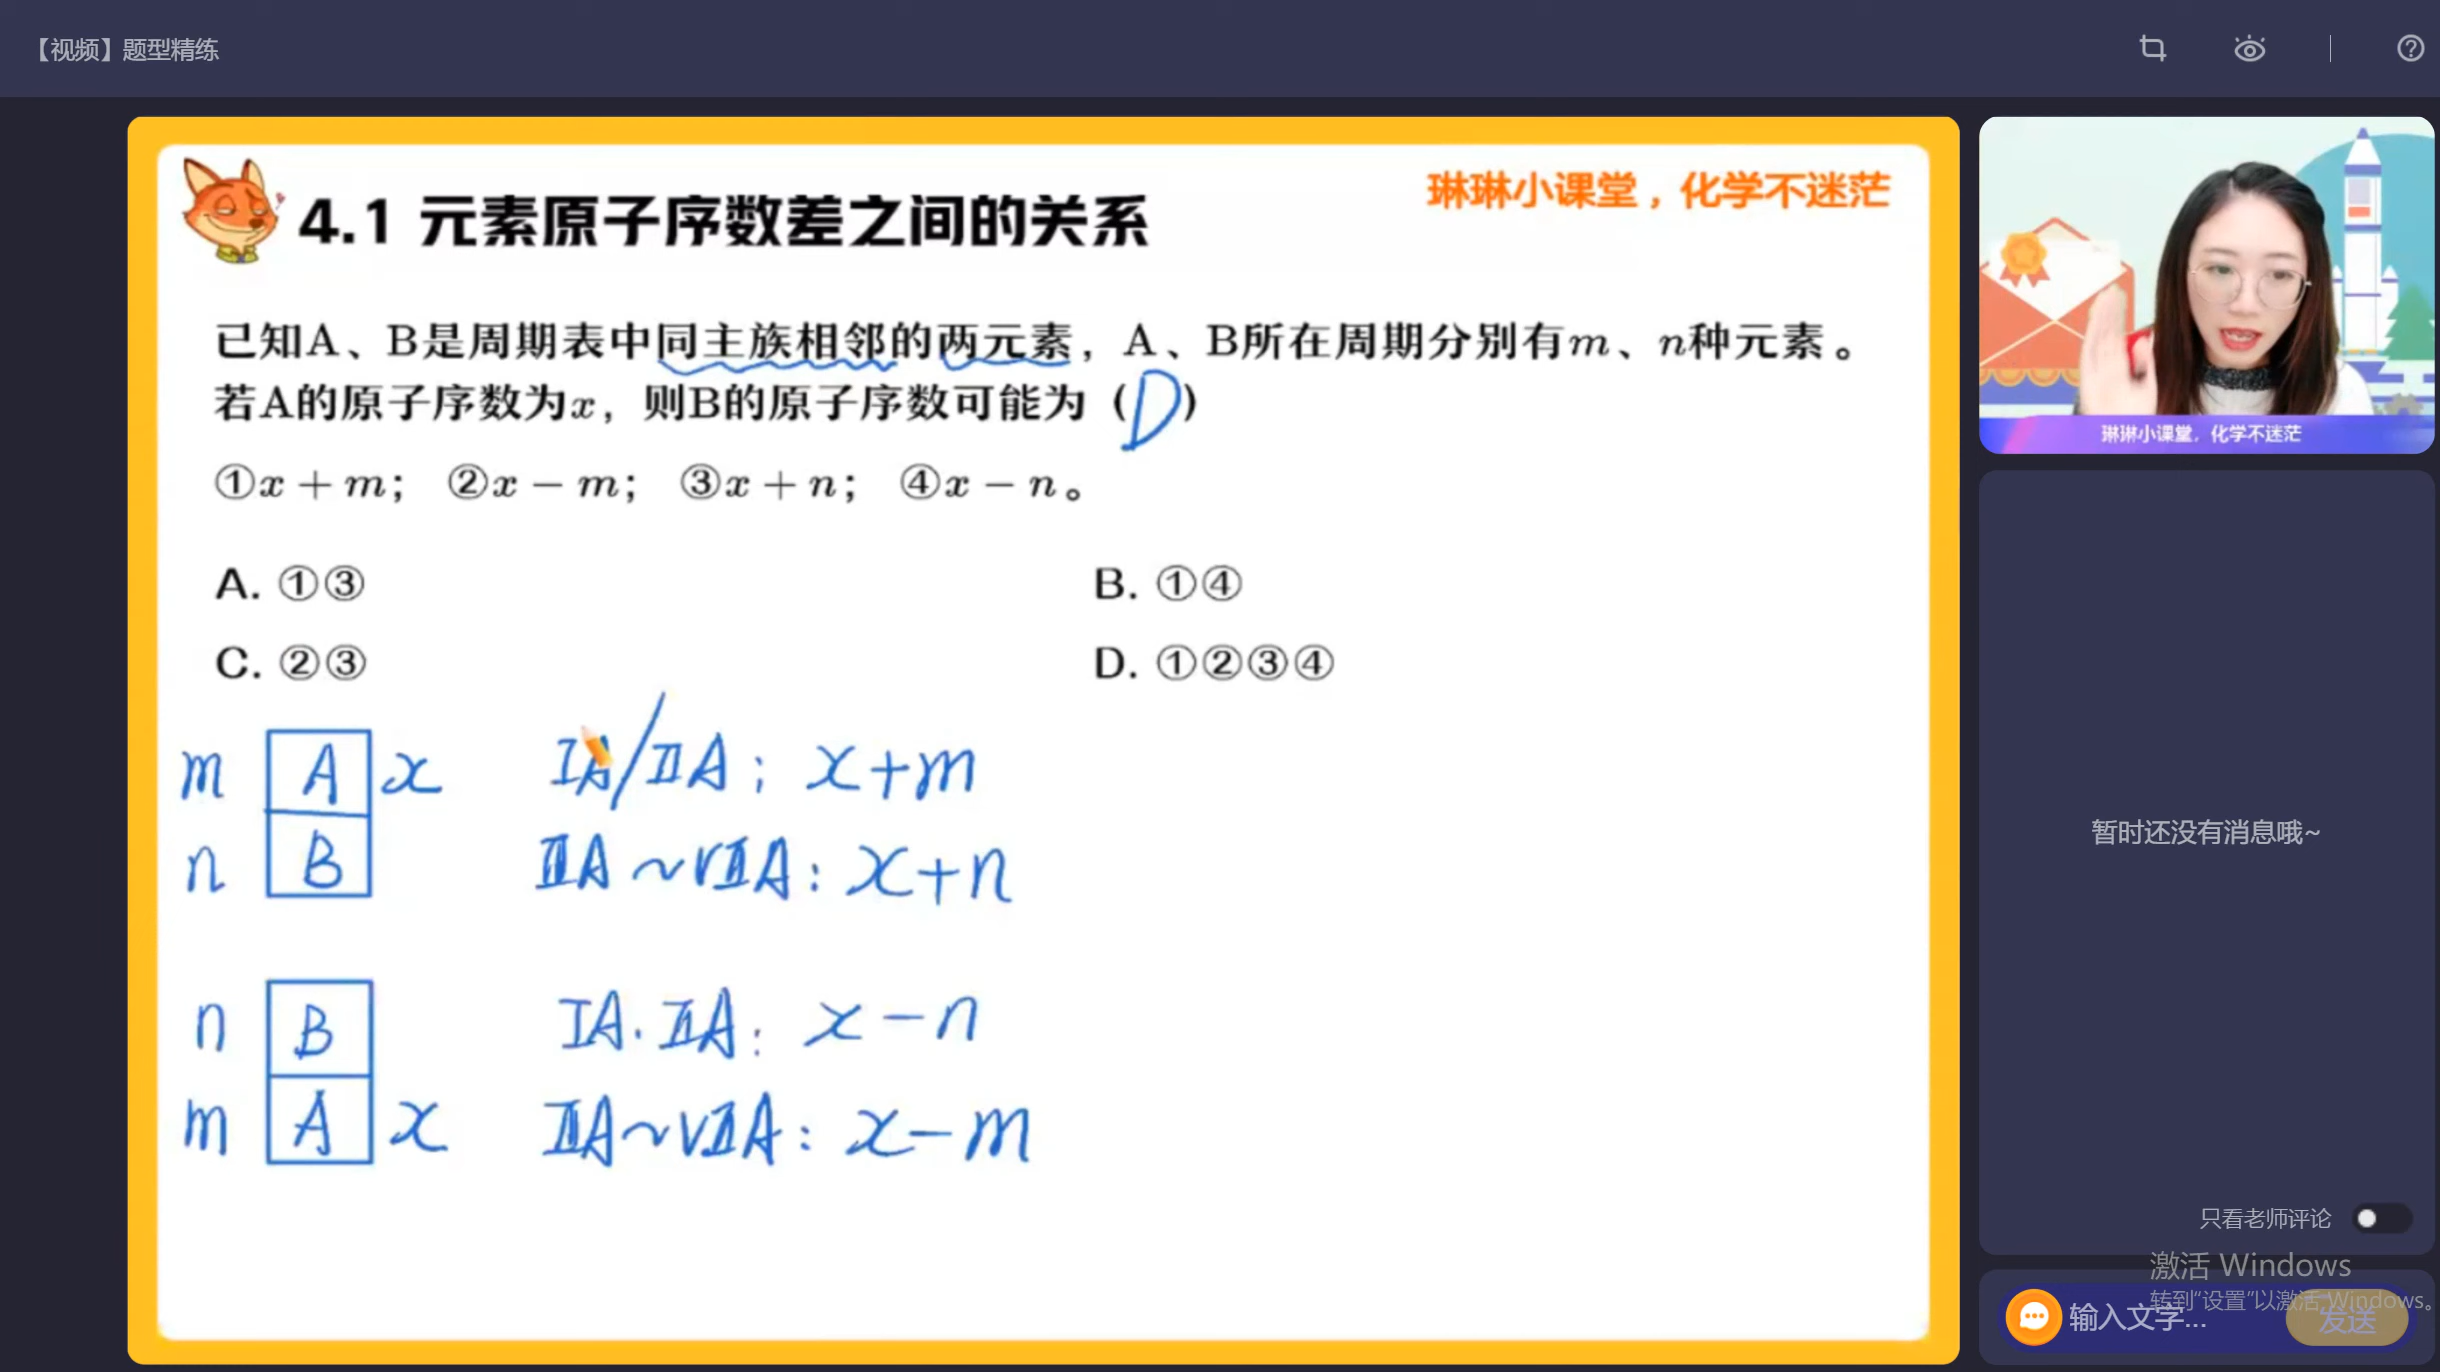 【视频】题型精练
4.1 元素原子序数差之间的关系
琳琳小课堂，化学不迷茫
已知A、B是周期表中同主族相邻的两元素，A、B所在周期分别有m、n种元素。
若A的原子序数为x，则B的原子序数可能为（D）
①x＋m；②x－m；③x＋n；④x－n。
A. ①③
B. ①④
C. ②③
D. ①②③④
m A x ⅠA/ⅡA：x+m
n B ⅢA～ⅦA：x+n
n B ⅠA.ⅡA：x-n
m A x ⅢA～ⅦA：x-m
琳琳小课堂，化学不迷茫
暂时还没有消息哦~
只看老师评论
激活 Windows
转到“设置”以激活 Windows。
输入文字...
发送